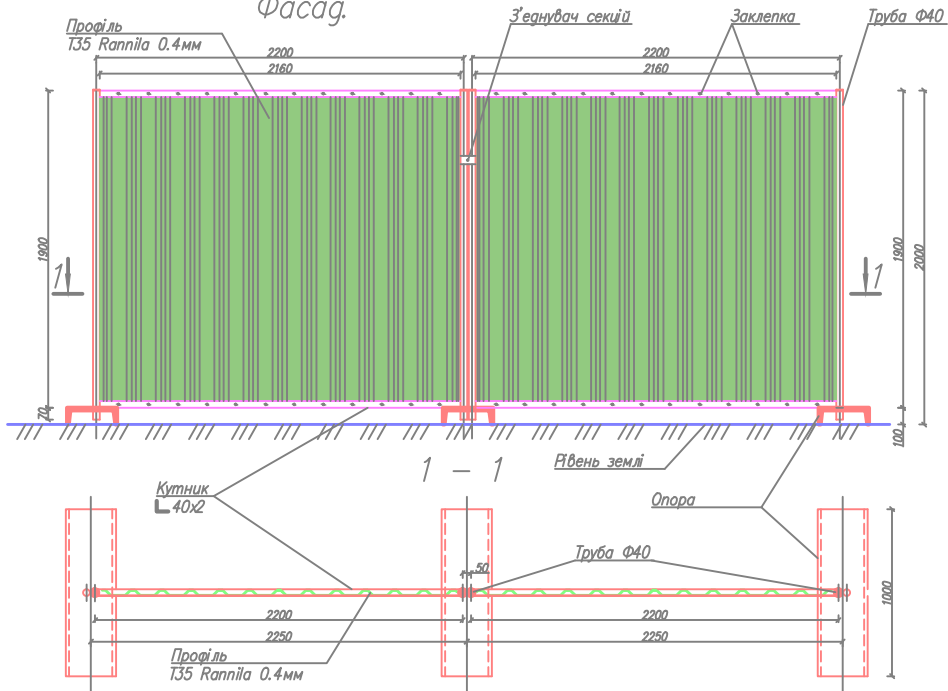 Фасад.
Профіль
Т35 Rannila 0.4мм
З'єднувач секцій
Заклепка
Труба Ф40
2200
2160
2200
2160
1900
1900
2000
1
1
70
100
1 - 1
Рівень землі
Кутник
40x2
Опора
Труба Ф40
50
1000
2200
2200
2250
2250
Профіль
Т35 Rannila 0.4мм